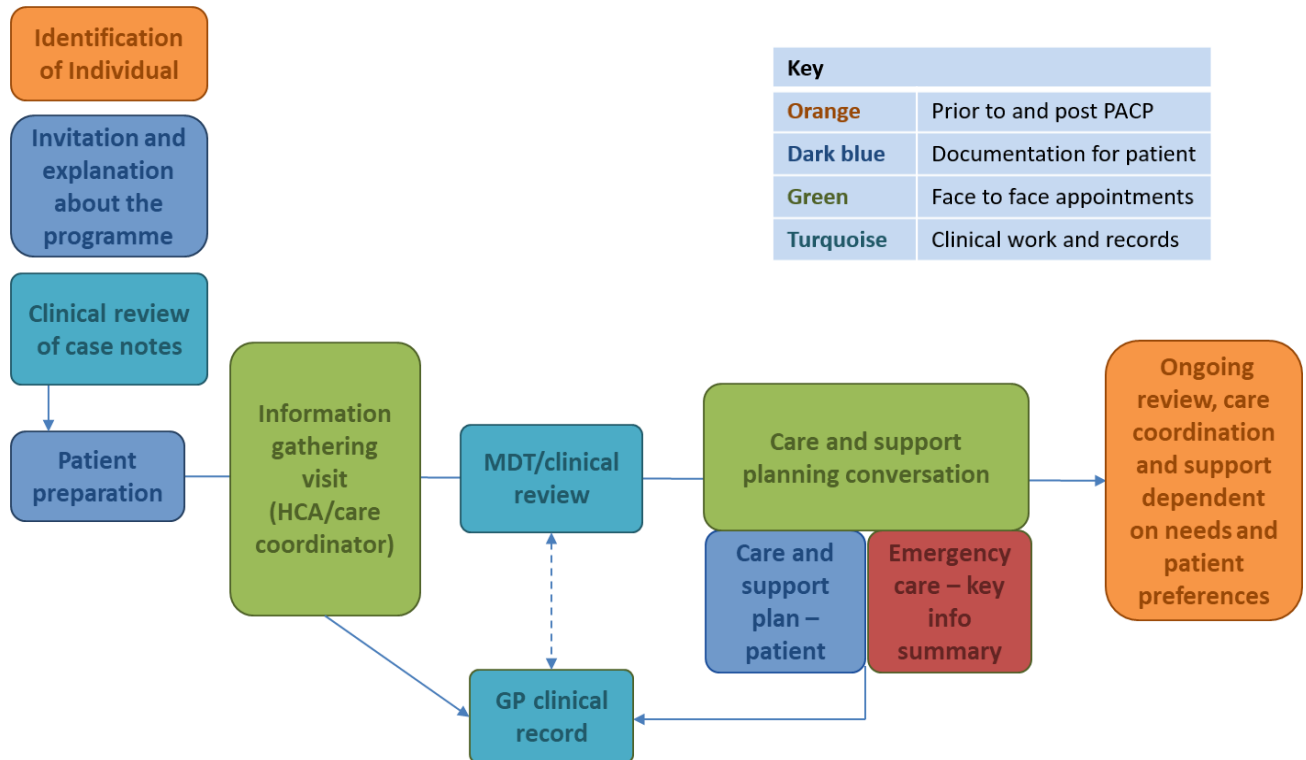 Identification
of Individual
Invitation and
explanation
about the
programme
Clinical review
of case notes
Patient
preparation
Information
gathering
visit
(HCA/care
coordinator)
MDT/clinical
review
GP clinical
record
Care and support
planning conversation
Care and
support
plan –
patient
Emergency
care – key
info
summary
Ongoing
review, care
coordination
and support
dependent
on needs and
patient
preferences
Key
Orange Prior to and post PACP
Dark blue Documentation for patient
Green Face to face appointments
Turquoise Clinical work and records